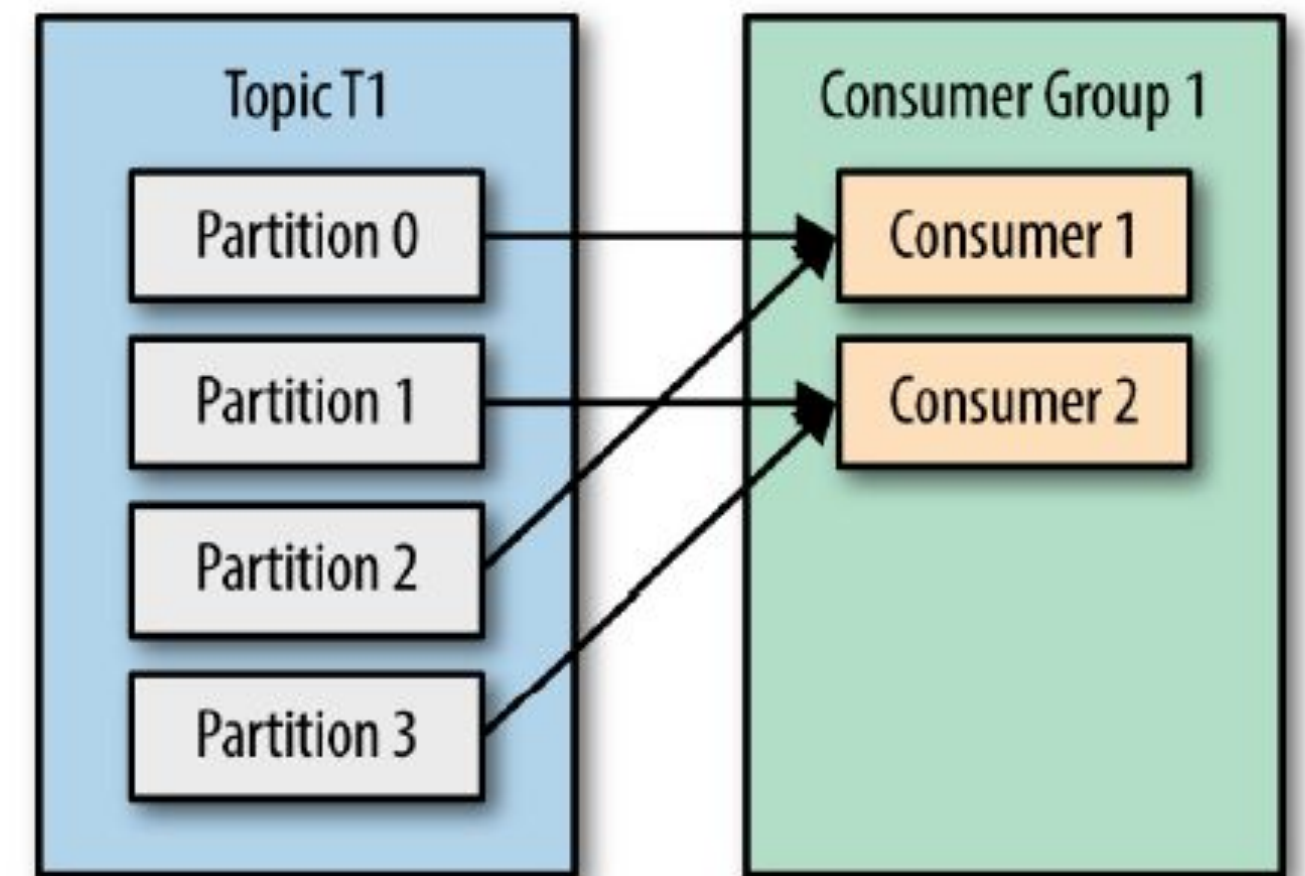 Topic T1
Partition 0
Partition 1
Partition 2
Partition 3
Consumer Group 1
Consumer 1
Consumer 2